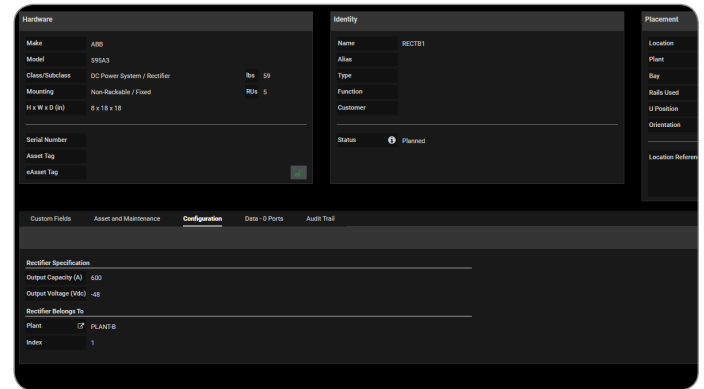 Hardware
Make ABB
Model 595A3
Class/Subclass DC Power System / Rectifier lbs 59
Mounting Non-Rackable / Fixed RUs 5
H x W x D (in) 8 x 18 x 18
Serial Number
Asset Tag
eAsset Tag
Identity
Name RECTB1
Alias
Type
Function
Customer
Status Planned
Placement
Location
Plant
Bay
Rails Used
U Position
Orientation
Location Referen
Custom Fields Asset and Maintenance Configuration Data - 0 Ports Audit Trail
Rectifier Specification
Output Capacity (A) 600
Output Voltage (Vdc) -48
Rectifier Belongs To
Plant PLANT-B
Index 1